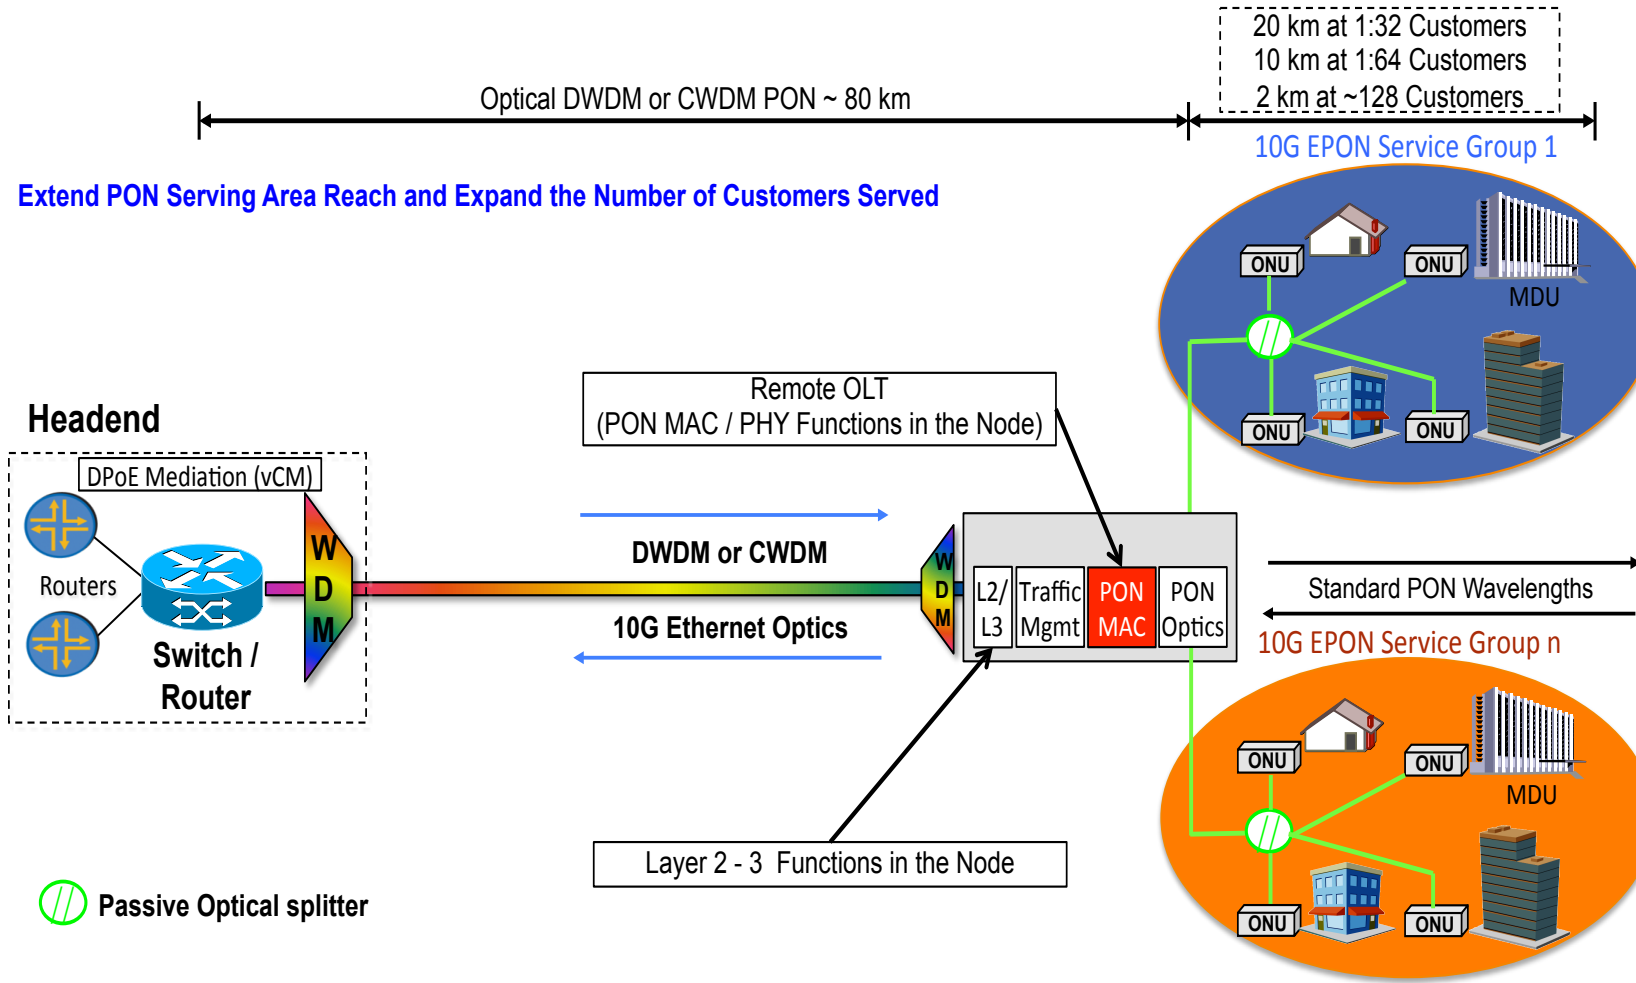 20 km at 1:32 Customers
10 km at 1:64 Customers
2 km at ~128 Customers
Optical DWDM or CWDM PON ~ 80 km
10G EPON Service Group 1
Extend PON Serving Area Reach and Expand the Number of Customers Served
ONU
ONU
MDU
ONU
ONU
Remote OLT
(PON MAC / PHY Functions in the Node)
Headend
DPoE Mediation (vCM)
Routers
Switch /
Router
WDM
DWDM or CWDM
10G Ethernet Optics
WDM
L2/
L3
Traffic
Mgmt
PON
MAC
PON
Optics
Standard PON Wavelengths
10G EPON Service Group n
ONU
ONU
MDU
ONU
ONU
Layer 2 - 3  Functions in the Node
Passive Optical splitter